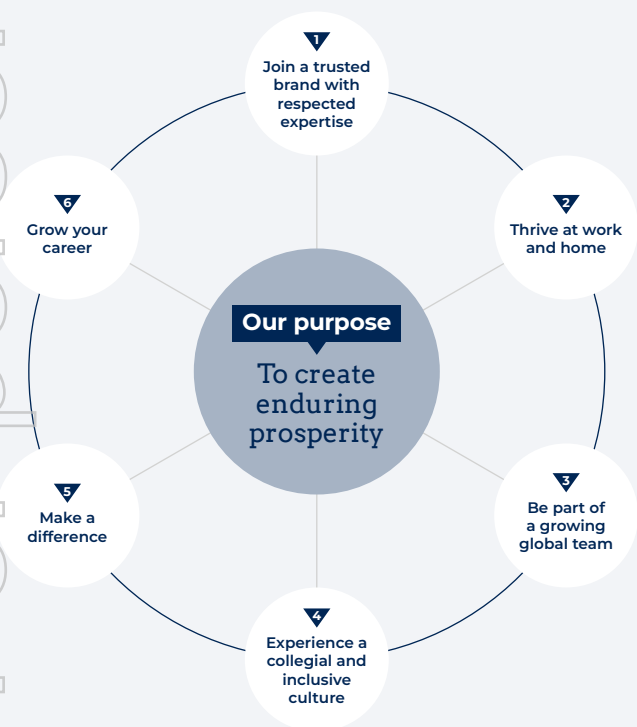 1
Join a trusted
brand with
respected
expertise
6
Grow your
career
2
Thrive at work
and home
Our purpose
To create
enduring
prosperity
5
Make a
difference
3
Be part of
a growing
global team
4
Experience a
collegial and
inclusive
culture